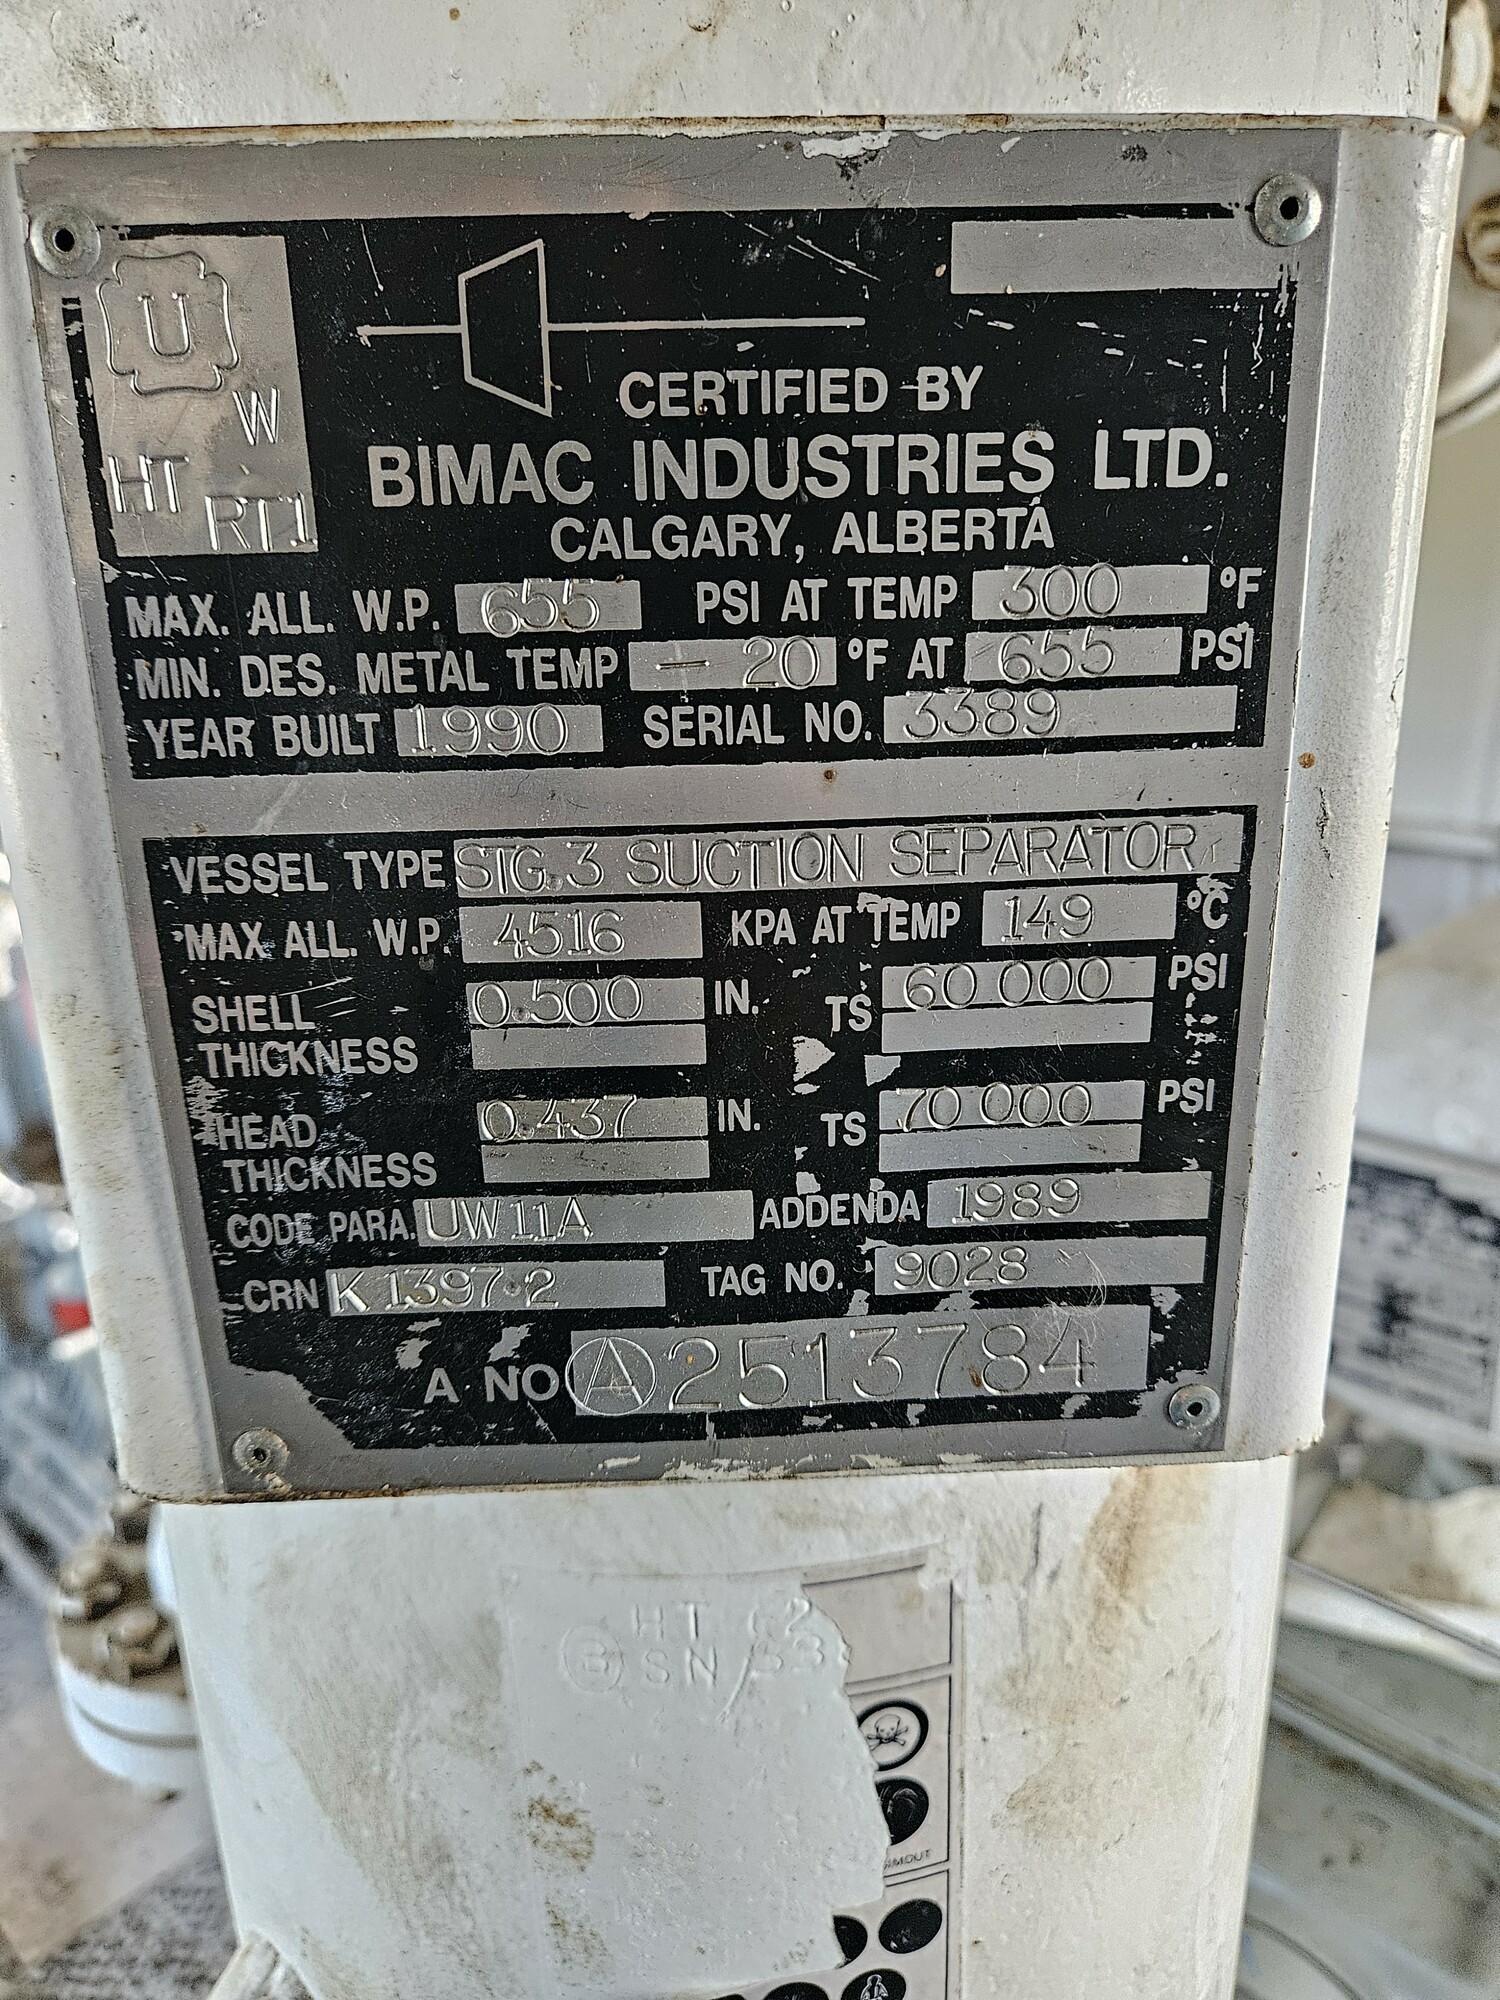 U
W
HT
RT1
CERTIFIED BY
BIMAC INDUSTRIES LTD.
CALGARY, ALBERTA
MAX. ALL. W.P. 655 PSI AT TEMP 300 °F
MIN. DES. METAL TEMP - 20 °F AT 655 PSI
YEAR BUILT 1990 SERIAL NO. 3389
VESSEL TYPE STG.3 SUCTION SEPARATOR
MAX ALL. W.P. 4516 KPA AT TEMP 149 °C
SHELL THICKNESS 0.500 IN. TS 60 000 PSI
HEAD THICKNESS 0.437 IN. TS 70 000 PSI
CODE PARA. UW11A ADDENDA 1989
CRN K1397.2 TAG NO. 9028
A NO A 2513784
HT
B SN